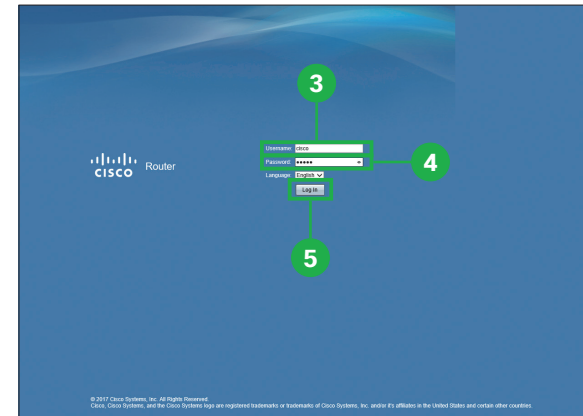 3
Username cisco
Password •••••
4
CISCO Router
Language English
Log In
5
© 2017 Cisco Systems, Inc. All Rights Reserved.
Cisco, Cisco Systems, and the Cisco Systems logo are registered trademarks or trademarks of Cisco Systems, Inc. and/or it's affiliates in the United States and certain other countries.